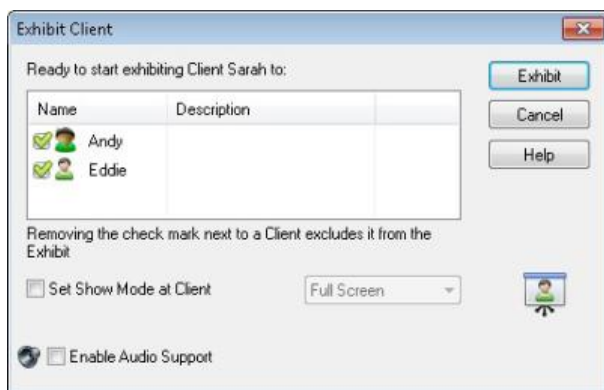 Exhibit Client
Ready to start exhibiting Client Sarah to:
Exhibit
Name Description
Cancel
Andy
Help
Eddie
Removing the check mark next to a Client excludes it from the
Exhibit
Set Show Mode at Client Full Screen
Enable Audio Support